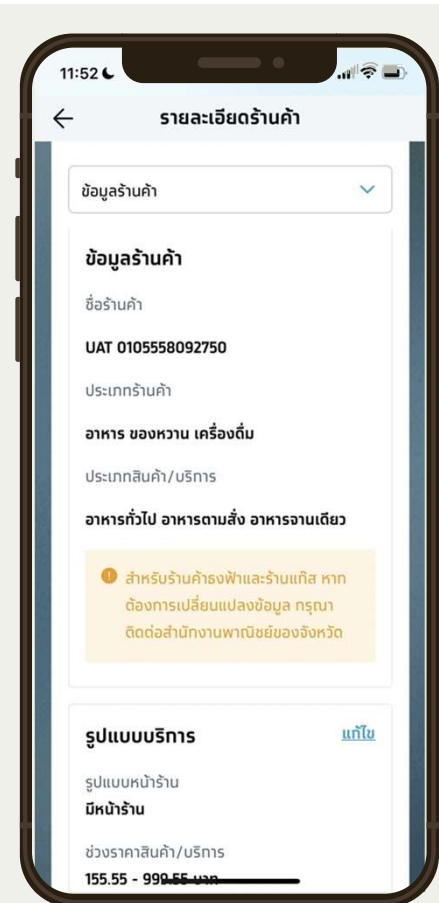 11:52
รายละเอียดร้านค้า
ข้อมูลร้านค้า
ข้อมูลร้านค้า
ชื่อร้านค้า
UAT 0105558092750
ประเภทร้านค้า
อาหาร ของหวาน เครื่องดื่ม
ประเภทสินค้า/บริการ
อาหารทั่วไป อาหารตามสั่ง อาหารจานเดียว
สำหรับร้านค้าธงฟ้าและร้านแก๊ส หาก
ต้องการเปลี่ยนแปลงข้อมูล กรุณา
ติดต่อสำนักงานพาณิชย์ของจังหวัด
รูปแบบบริการ
แก้ไข
รูปแบบหน้าร้าน
มีหน้าร้าน
ช่วงราคาสินค้า/บริการ
155.55 - 999.55 บาท